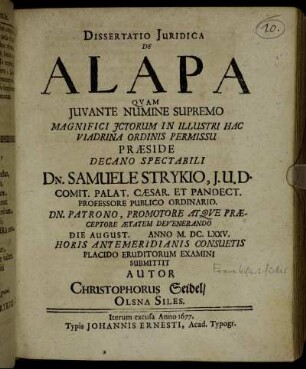 10.
DISSERTATIO JURIDICA
DE
ALAPA
QVAM
JUVANTE NUMINE SUPREMO
MAGNIFICI JCTORUM IN ILLUSTRI HAC
VIADRINA ORDINIS PERMISSU
PRÆSIDE
DECANO SPECTABILI
DN. SAMUELE STRYKIO, J.U.D.
COMIT. PALAT. CÆSAR. ET PANDECT.
PROFESSORE PUBLICO ORDINARIO.
DN. PATRONO, PROMOTORE ATQVE PRÆ-
CEPTORE ÆTATEM DEVENERANDO
DIE AUGUST. ANNO M. DC. LXXV.
HORIS ANTEMERIDIANIS CONSUETIS
PLACIDO ERUDITORUM EXAMINI
SUBMITTIT
AUTOR
CHRISTOPHORUS Seidel/
OLSNA SILES.
Iterum excusa Anno 1677.
Typis JOHANNIS ERNESTI, Acad. Typogr.